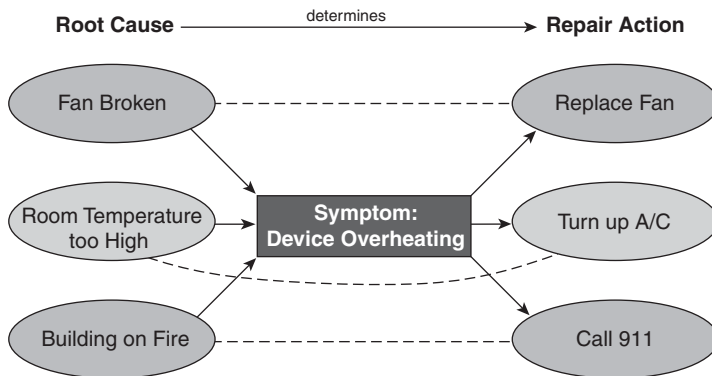 Root Cause
determines
Repair Action
Fan Broken
Replace Fan
Room Temperature
too High
Symptom:
Device Overheating
Turn up A/C
Building on Fire
Call 911